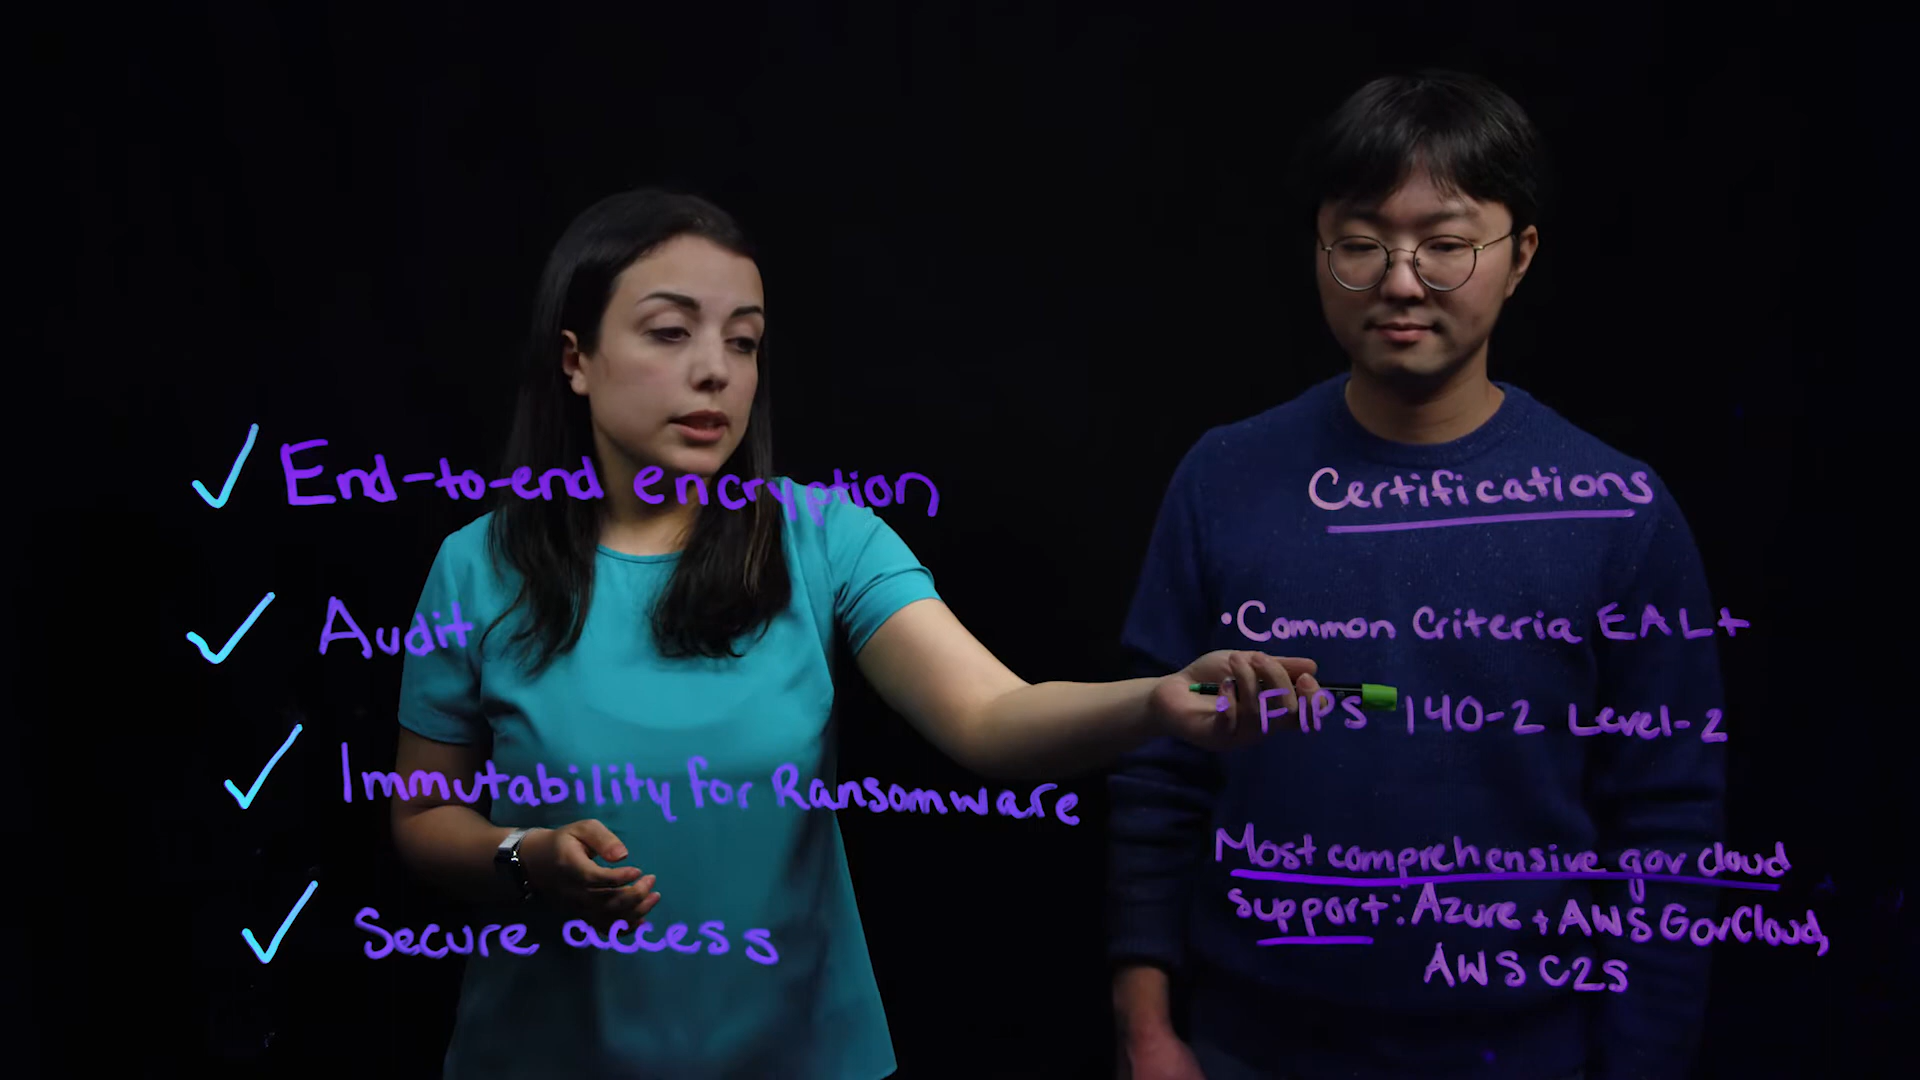 ✓ End-to-end encryption
✓ Audit
✓ Immutability for Ransomware
✓ Secure access
Certifications
• Common Criteria EAL+
• FIPS 140-2 Level-2
Most comprehensive gov cloud
support: Azure + AWS GovCloud,
AWS C2S